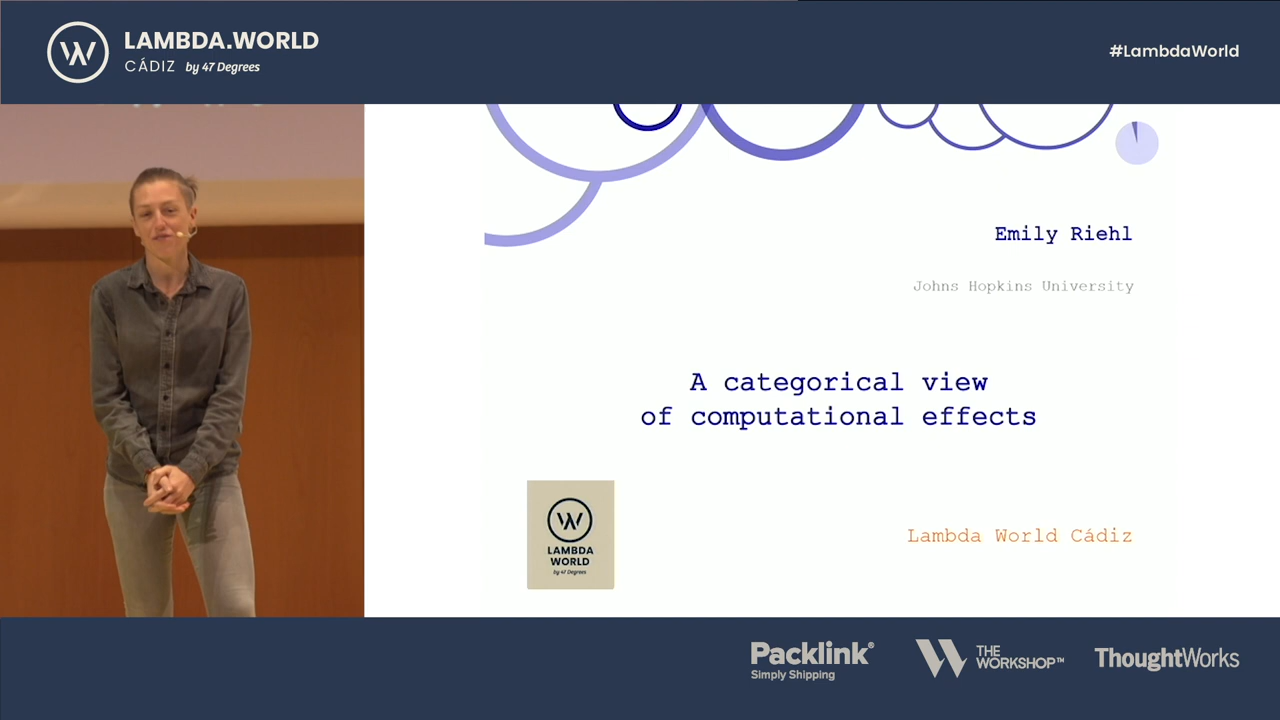 LAMBDA.WORLD
CÁDIZ by 47 Degrees
#LambdaWorld
Emily Riehl
Johns Hopkins University
A categorical view
of computational effects
LAMBDA
WORLD
by 47 Degrees
Lambda World Cádiz
Packlink®
Simply Shipping
THE
WORKSHOP™
ThoughtWorks